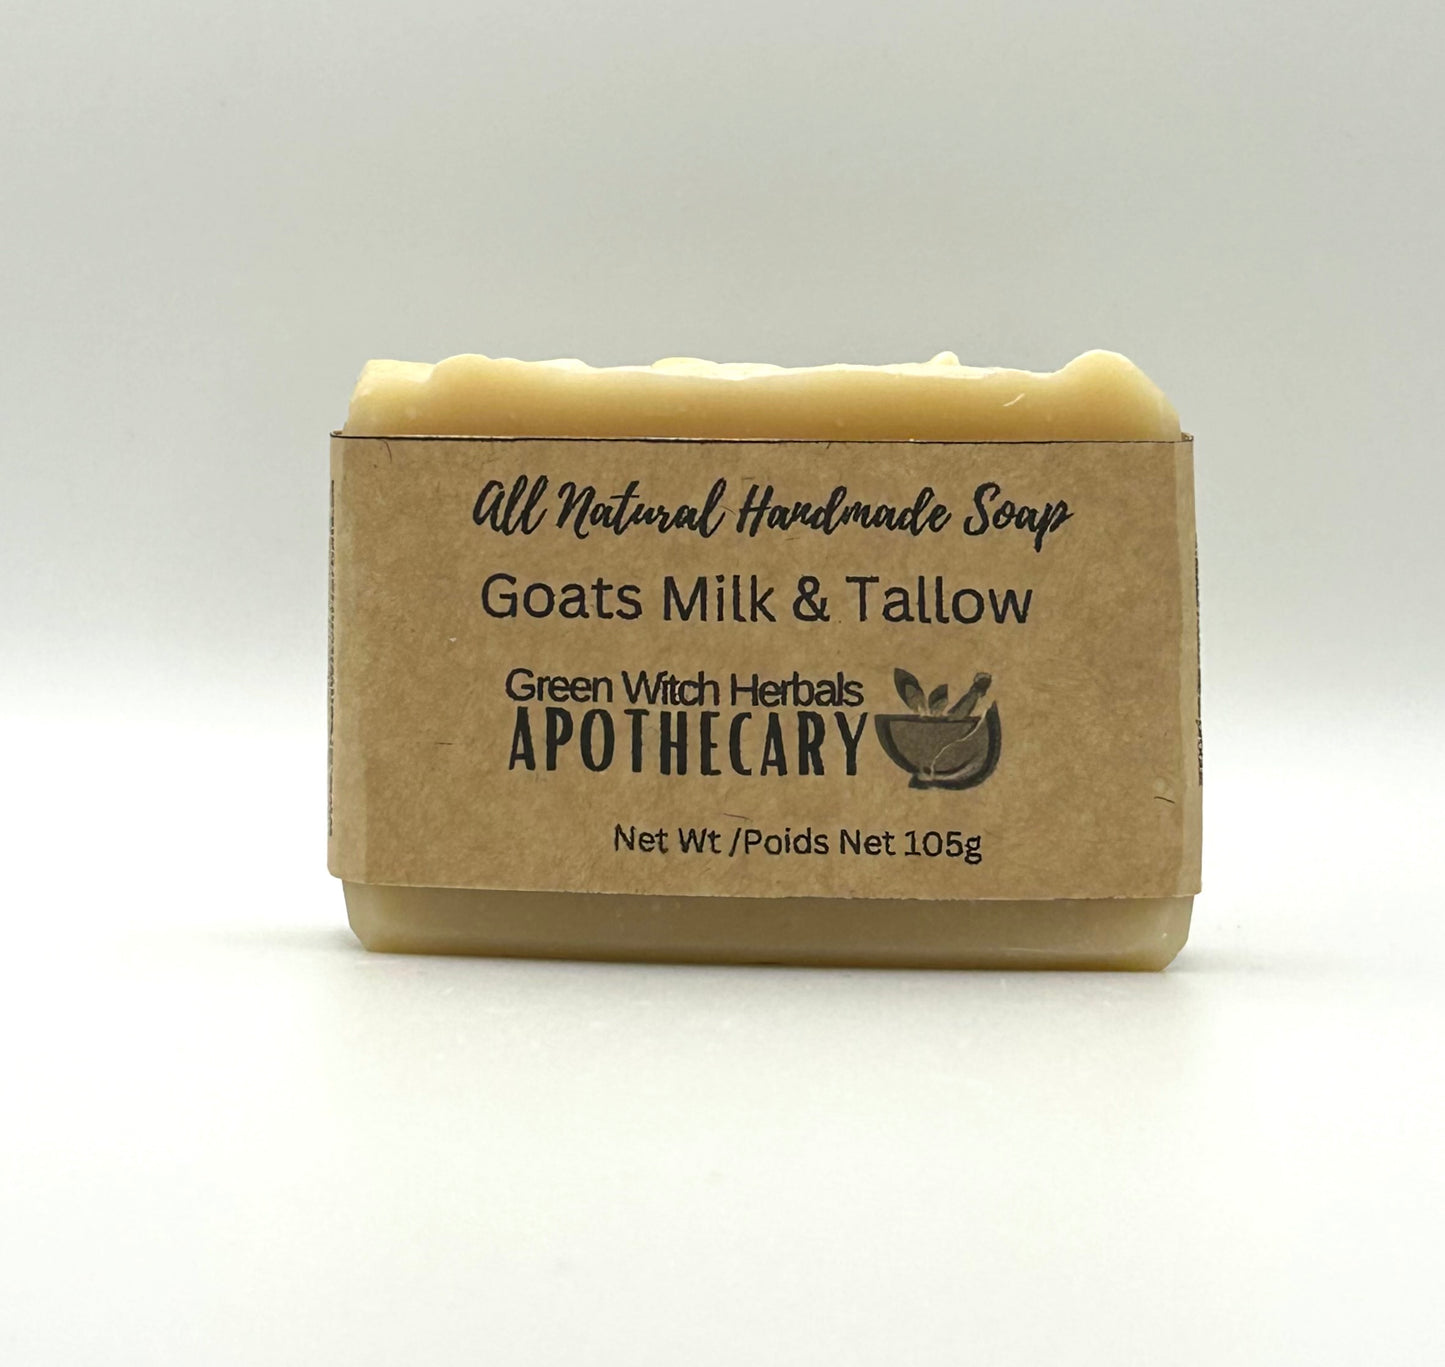 All Natural Handmade Soap
Goats Milk & Tallow
Green Witch Herbals
APOTHECARY
Net Wt /Poids Net 105g